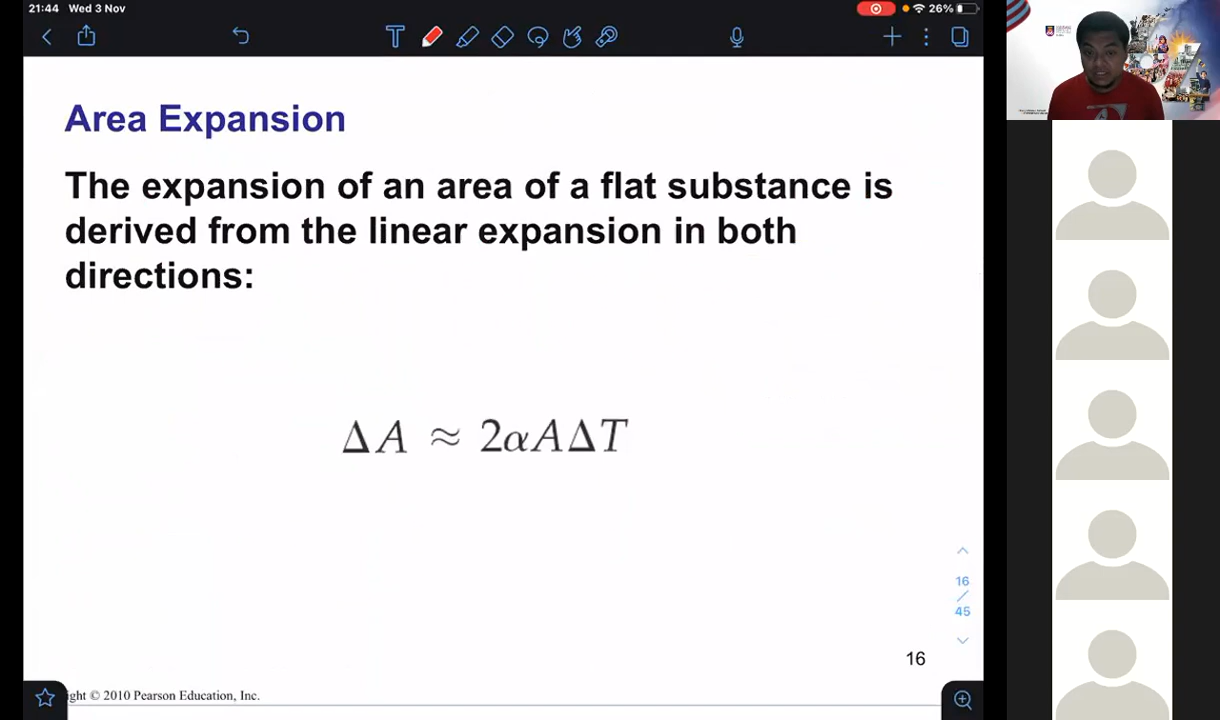 21:44 Wed 3 Nov
26%
T
Area Expansion
The expansion of an area of a flat substance is
derived from the linear expansion in both
directions:
ΔA ≈ 2αAΔT
16
/
45
16
ght © 2010 Pearson Education, Inc.